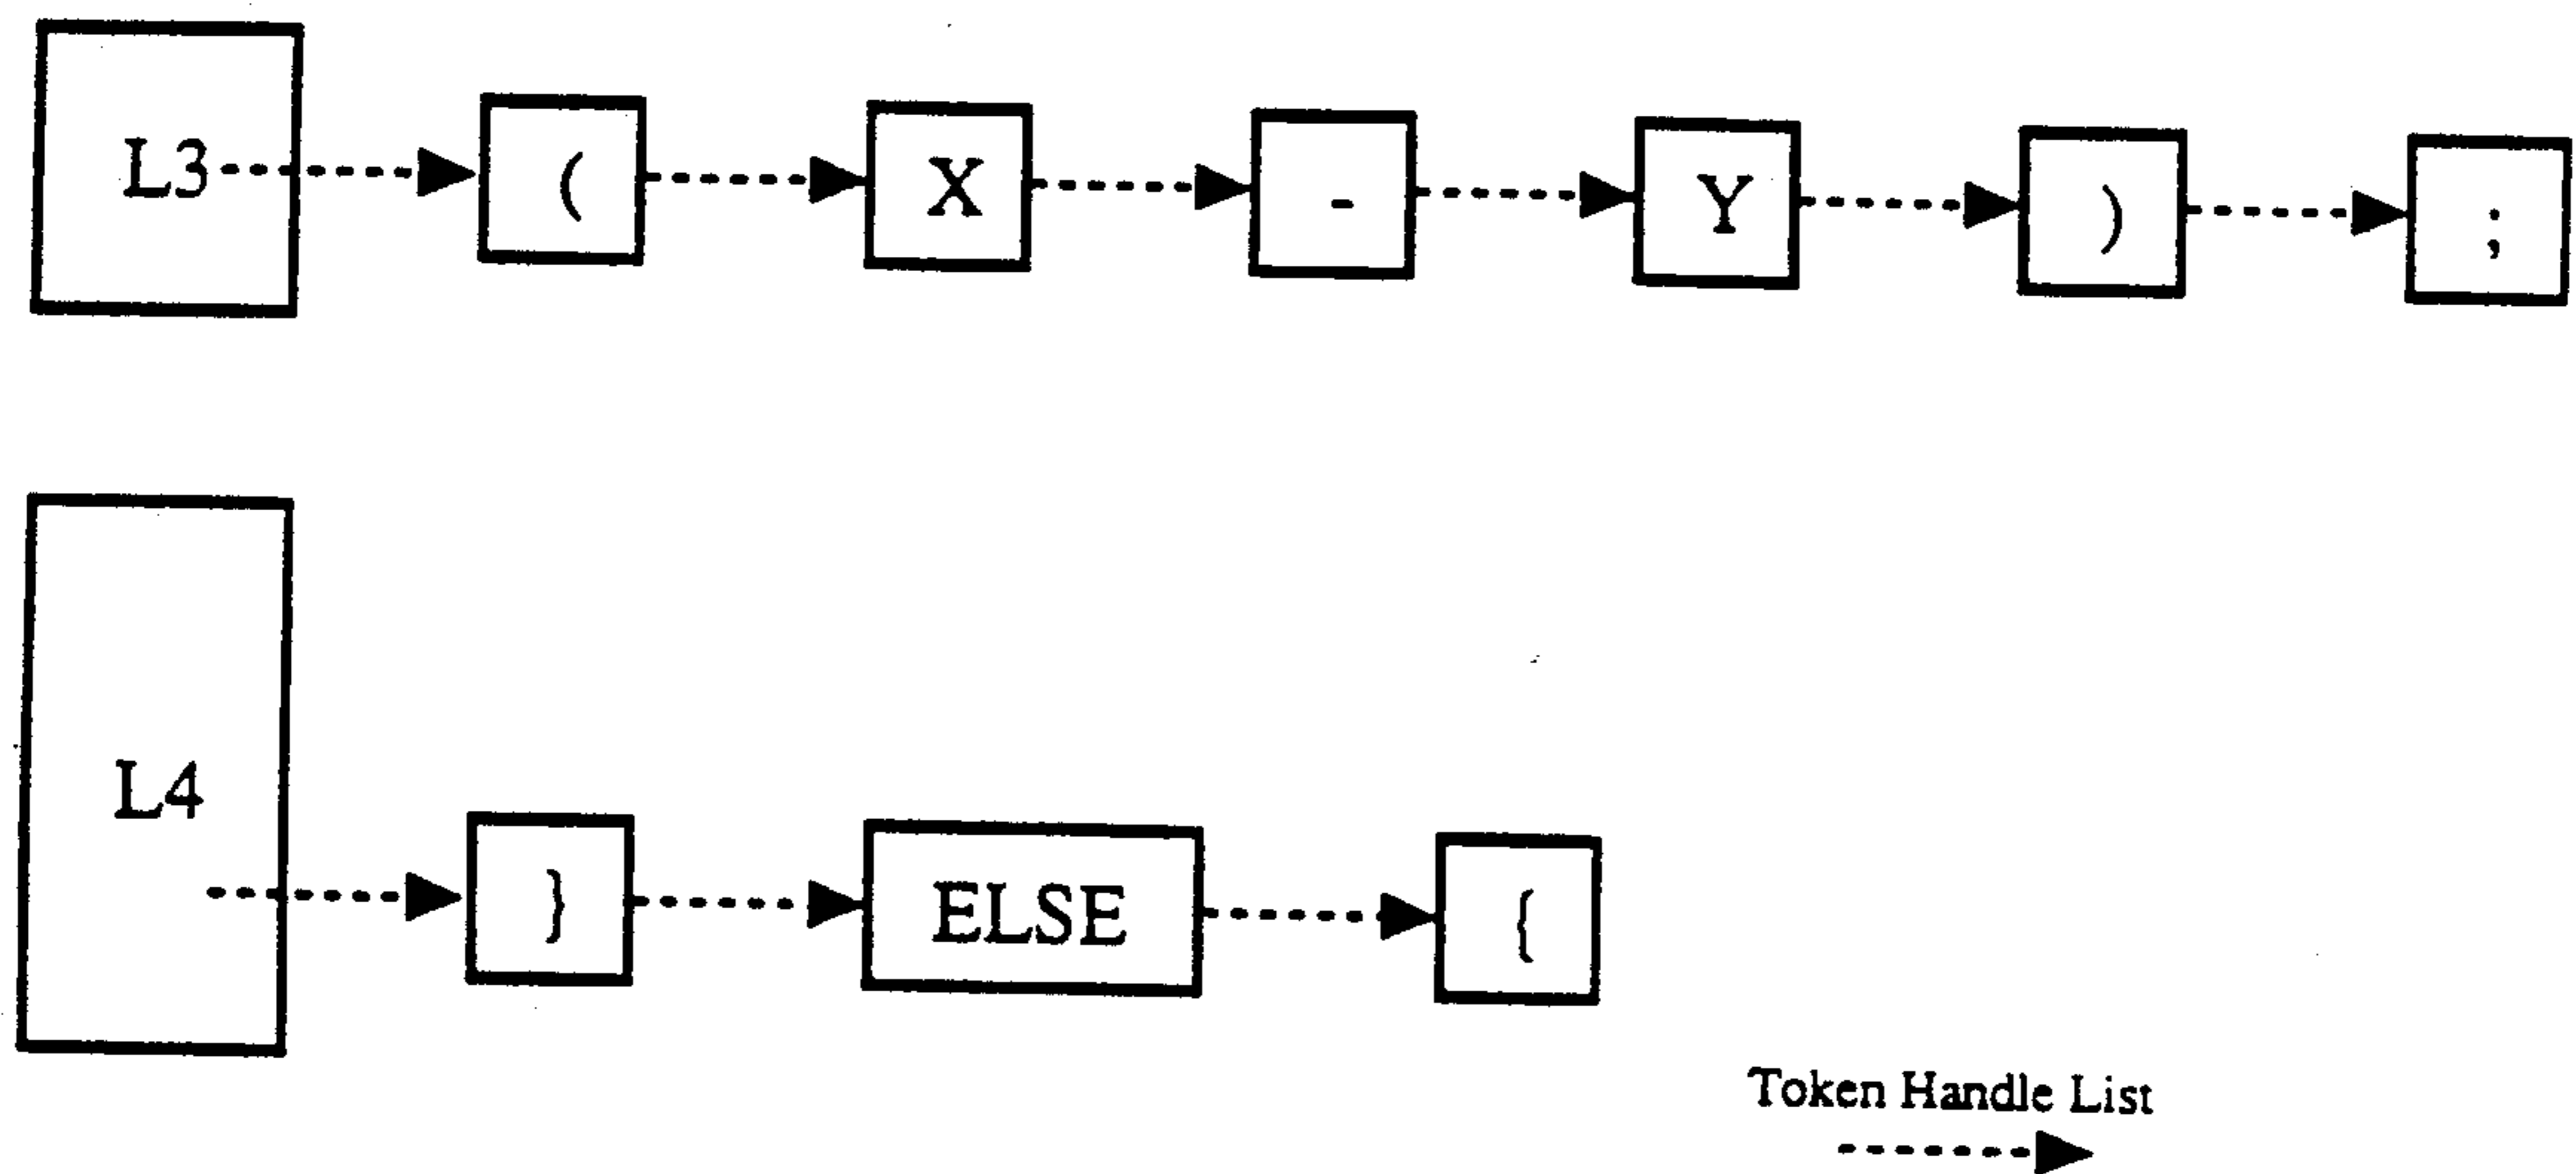 L3 ( X - Y ) ;
L4 } ELSE {
Token Handle List